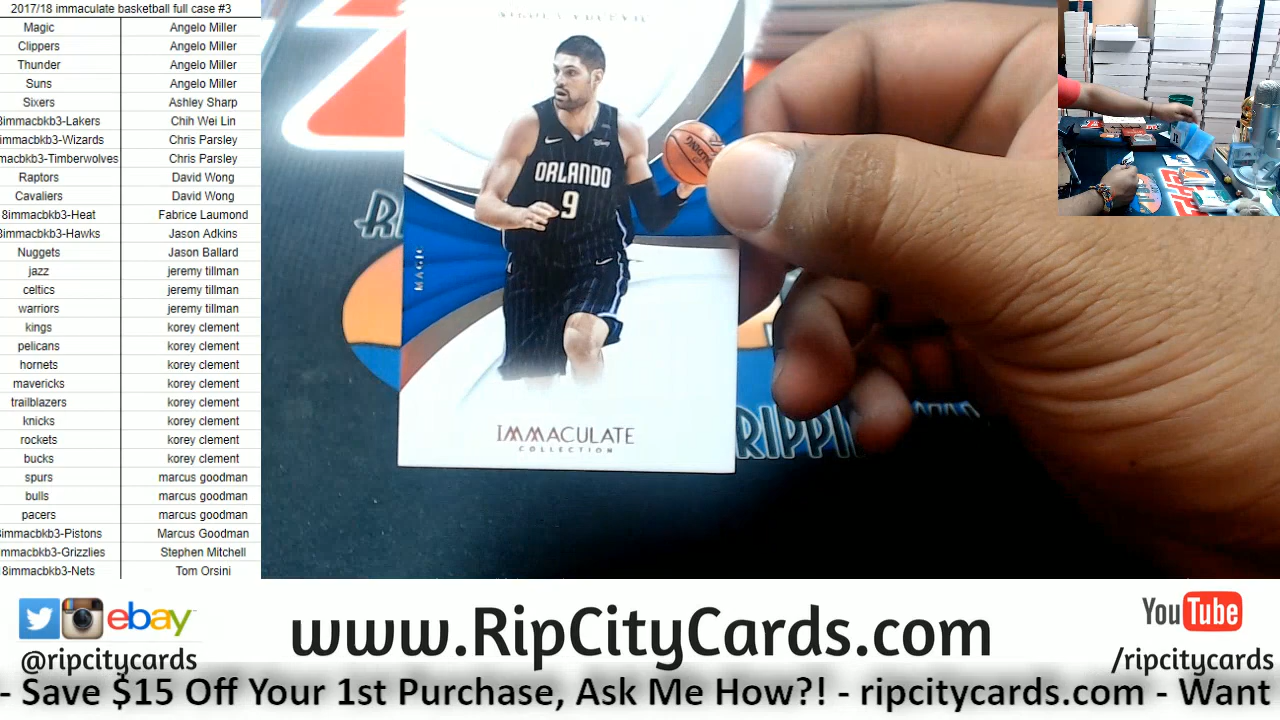 2017/18 immaculate basketball full case #3
Magic Angelo Miller
Clippers Angelo Miller
Thunder Angelo Miller
Suns Angelo Miller
Sixers Ashley Sharp
8immacbkb3-Lakers Chih Wei Lin
immacbkb3-Wizards Chris Parsley
macbkb3-Timberwolves Chris Parsley
Raptors David Wong
Cavaliers David Wong
8immacbkb3-Heat Fabrice Laumond
8immacbkb3-Hawks Jason Adkins
Nuggets Jason Ballard
jazz jeremy tillman
celtics jeremy tillman
warriors jeremy tillman
kings korey clement
pelicans korey clement
hornets korey clement
mavericks korey clement
trailblazers korey clement
knicks korey clement
rockets korey clement
bucks korey clement
spurs marcus goodman
bulls marcus goodman
pacers marcus goodman
immacbkb3-Pistons Marcus Goodman
mmacbkb3-Grizzlies Stephen Mitchell
8immacbkb3-Nets Tom Orsini
ORLANDO
9
SPALDING
MAGIC
IMMACULATE
COLLECTION
RIPPIN
ebay
@ripcitycards
www.RipCityCards.com
You Tube
/ripcitycards
- Save $15 Off Your 1st Purchase, Ask Me How?! - ripcitycards.com - Want